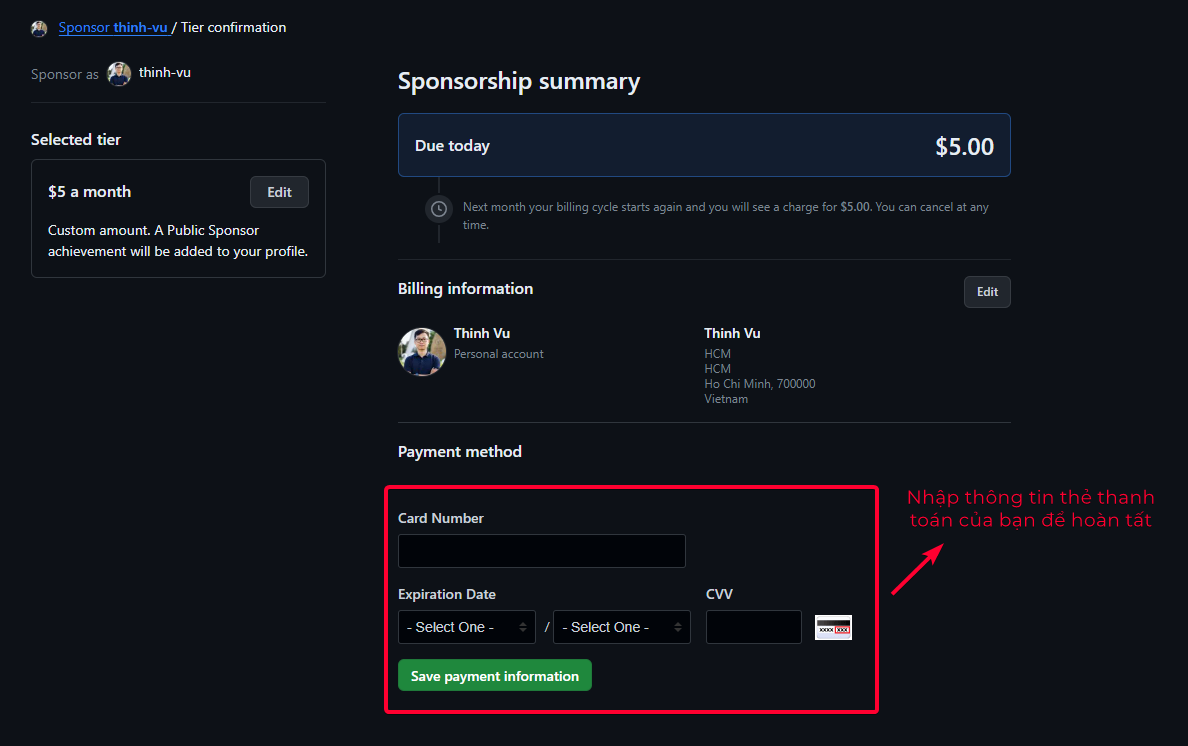 Sponsor thinh-vu / Tier confirmation
Sponsor as thinh-vu
Selected tier
$5 a month
Edit
Custom amount. A Public Sponsor
achievement will be added to your profile.
Sponsorship summary
Due today
$5.00
Next month your billing cycle starts again and you will see a charge for $5.00. You can cancel at any
time.
Billing information
Edit
Thinh Vu
Personal account
Thinh Vu
HCM
HCM
Ho Chi Minh, 700000
Vietnam
Payment method
Card Number
Expiration Date
CVV
- Select One - / - Select One -
XXXX XXX
Save payment information
Nhập thông tin thẻ thanh
toán của bạn để hoàn tất